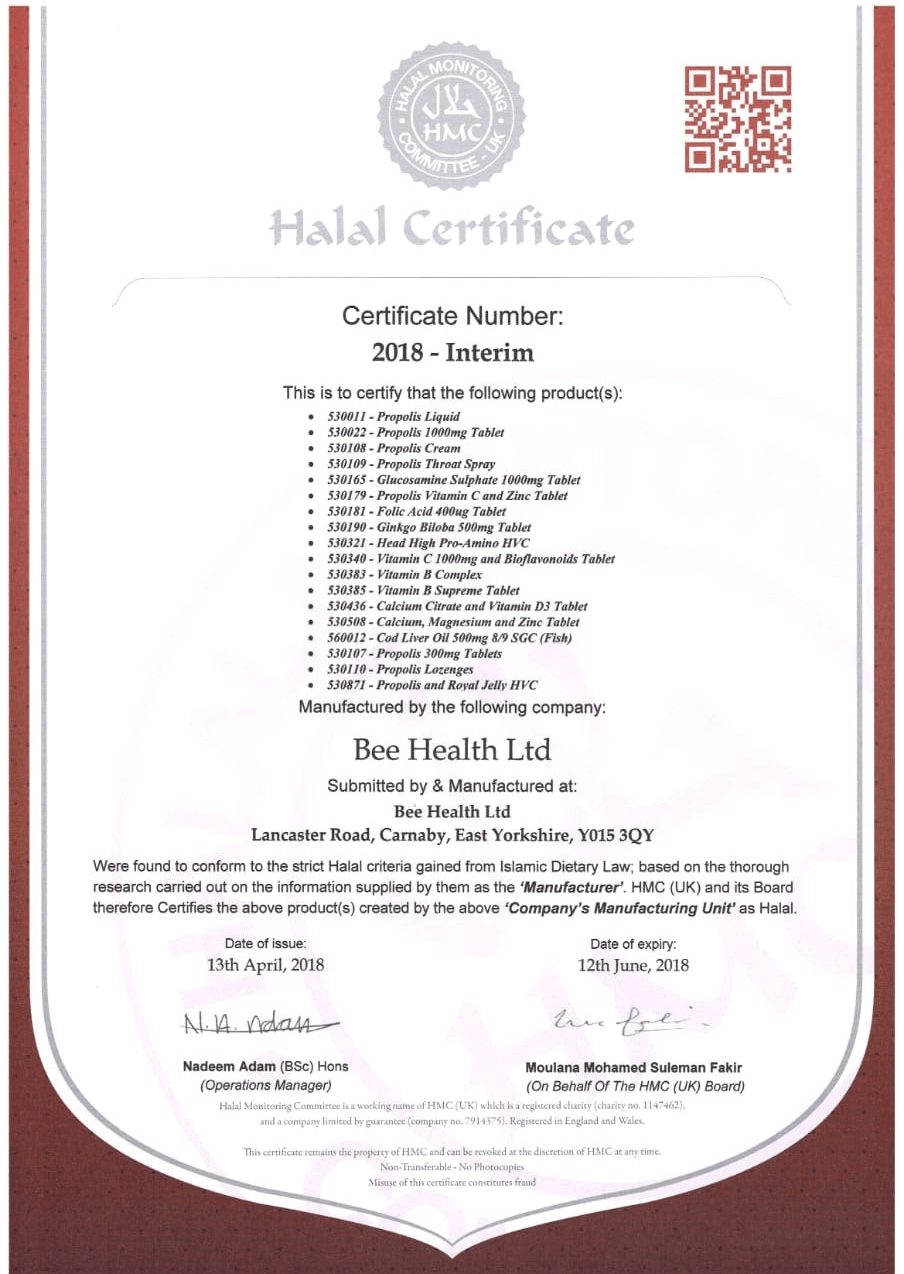 HALAL MONITORING
حلال
HMC
COMMITTEE - UK
Halal Certificate
Certificate Number:
2018 - Interim
This is to certify that the following product(s):
• 530011 - Propolis Liquid
• 530022 - Propolis 1000mg Tablet
• 530108 - Propolis Cream
• 530109 - Propolis Throat Spray
• 530165 - Glucosamine Sulphate 1000mg Tablet
• 530179 - Propolis Vitamin C and Zinc Tablet
• 530181 - Folic Acid 400ug Tablet
• 530190 - Ginkgo Biloba 500mg Tablet
• 530321 - Head High Pro-Amino HVC
• 530340 - Vitamin C 1000mg and Bioflavonoids Tablet
• 530383 - Vitamin B Complex
• 530385 - Vitamin B Supreme Tablet
• 530436 - Calcium Citrate and Vitamin D3 Tablet
• 530508 - Calcium, Magnesium and Zinc Tablet
• 560012 - Cod Liver Oil 500mg 8/9 SGC (Fish)
• 530107 - Propolis 300mg Tablets
• 530110 - Propolis Lozenges
• 530871 - Propolis and Royal Jelly HVC
Manufactured by the following company:
Bee Health Ltd
Submitted by & Manufactured at:
Bee Health Ltd
Lancaster Road, Carnaby, East Yorkshire, Y015 3QY
Were found to conform to the strict Halal criteria gained from Islamic Dietary Law; based on the thorough
research carried out on the information supplied by them as the 'Manufacturer'. HMC (UK) and its Board
therefore Certifies the above product(s) created by the above 'Company's Manufacturing Unit' as Halal.
Date of issue:
13th April, 2018
Date of expiry:
12th June, 2018
N.A. Adam
Nadeem Adam (BSc) Hons
(Operations Manager)
Moulana Mohamed Suleman Fakir
(On Behalf Of The HMC (UK) Board)
Halal Monitoring Committee is a working name of HMC (UK) which is a registered charity (charity no. 1147462),
and a company limited by guarantee (company no. 7914375). Registered in England and Wales.
This certificate remains the property of HMC and can be revoked at the discretion of HMC at any time.
Non-Transferable - No Photocopies
Misuse of this certificate constitutes fraud